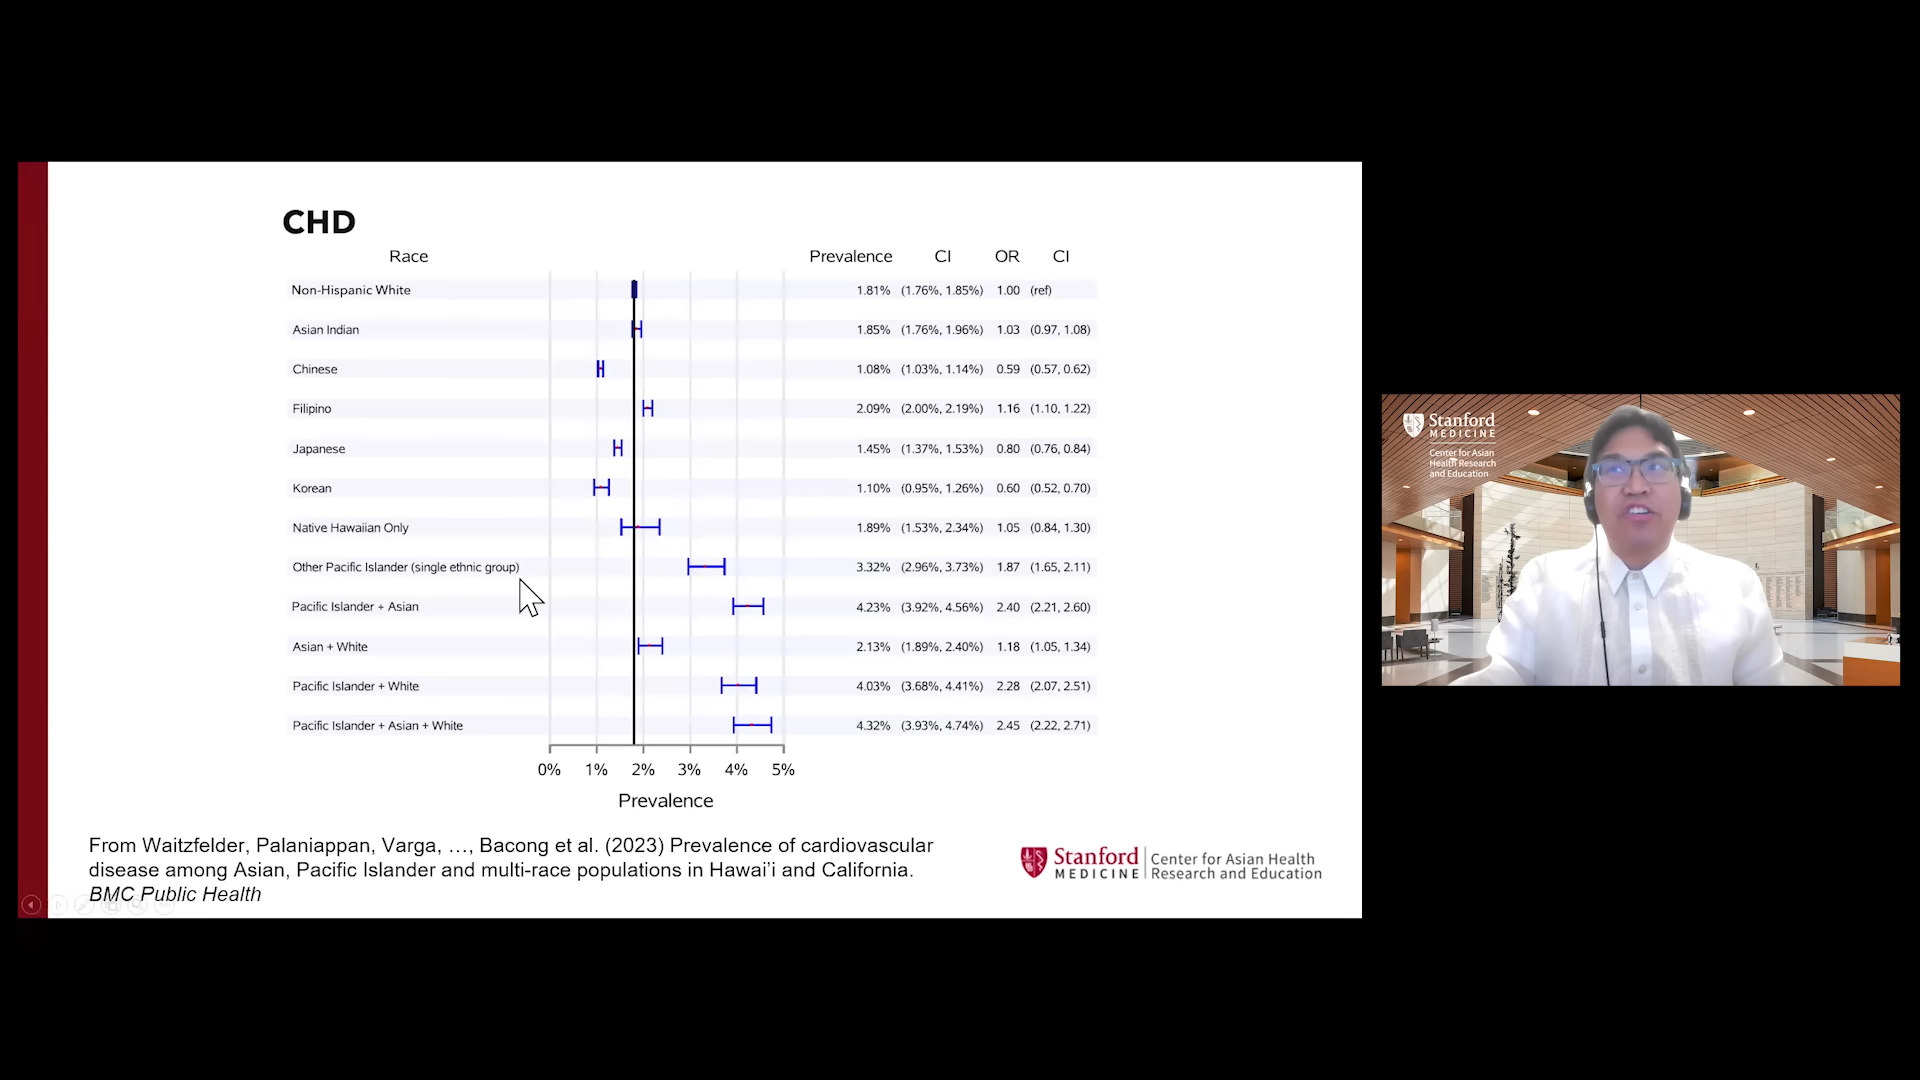 CHD
Race Prevalence CI OR CI
Non-Hispanic White 1.81% (1.76%, 1.85%) 1.00 (ref)
Asian Indian 1.85% (1.76%, 1.96%) 1.03 (0.97, 1.08)
Chinese 1.08% (1.03%, 1.14%) 0.59 (0.57, 0.62)
Filipino 2.09% (2.00%, 2.19%) 1.16 (1.10, 1.22)
Japanese 1.45% (1.37%, 1.53%) 0.80 (0.76, 0.84)
Korean 1.10% (0.95%, 1.26%) 0.60 (0.52, 0.70)
Native Hawaiian Only 1.89% (1.53%, 2.34%) 1.05 (0.84, 1.30)
Other Pacific Islander (single ethnic group) 3.32% (2.96%, 3.73%) 1.87 (1.65, 2.11)
Pacific Islander + Asian 4.23% (3.92%, 4.56%) 2.40 (2.21, 2.60)
Asian + White 2.13% (1.89%, 2.40%) 1.18 (1.05, 1.34)
Pacific Islander + White 4.03% (3.68%, 4.41%) 2.28 (2.07, 2.51)
Pacific Islander + Asian + White 4.32% (3.93%, 4.74%) 2.45 (2.22, 2.71)
0% 1% 2% 3% 4% 5%
Prevalence
From Waitzfelder, Palaniappan, Varga, …, Bacong et al. (2023) Prevalence of cardiovascular
disease among Asian, Pacific Islander and multi-race populations in Hawai’i and California.
BMC Public Health
Stanford
MEDICINE
Center for Asian Health
Research and Education
Stanford
MEDICINE
Center for Asian
Health Research
and Education